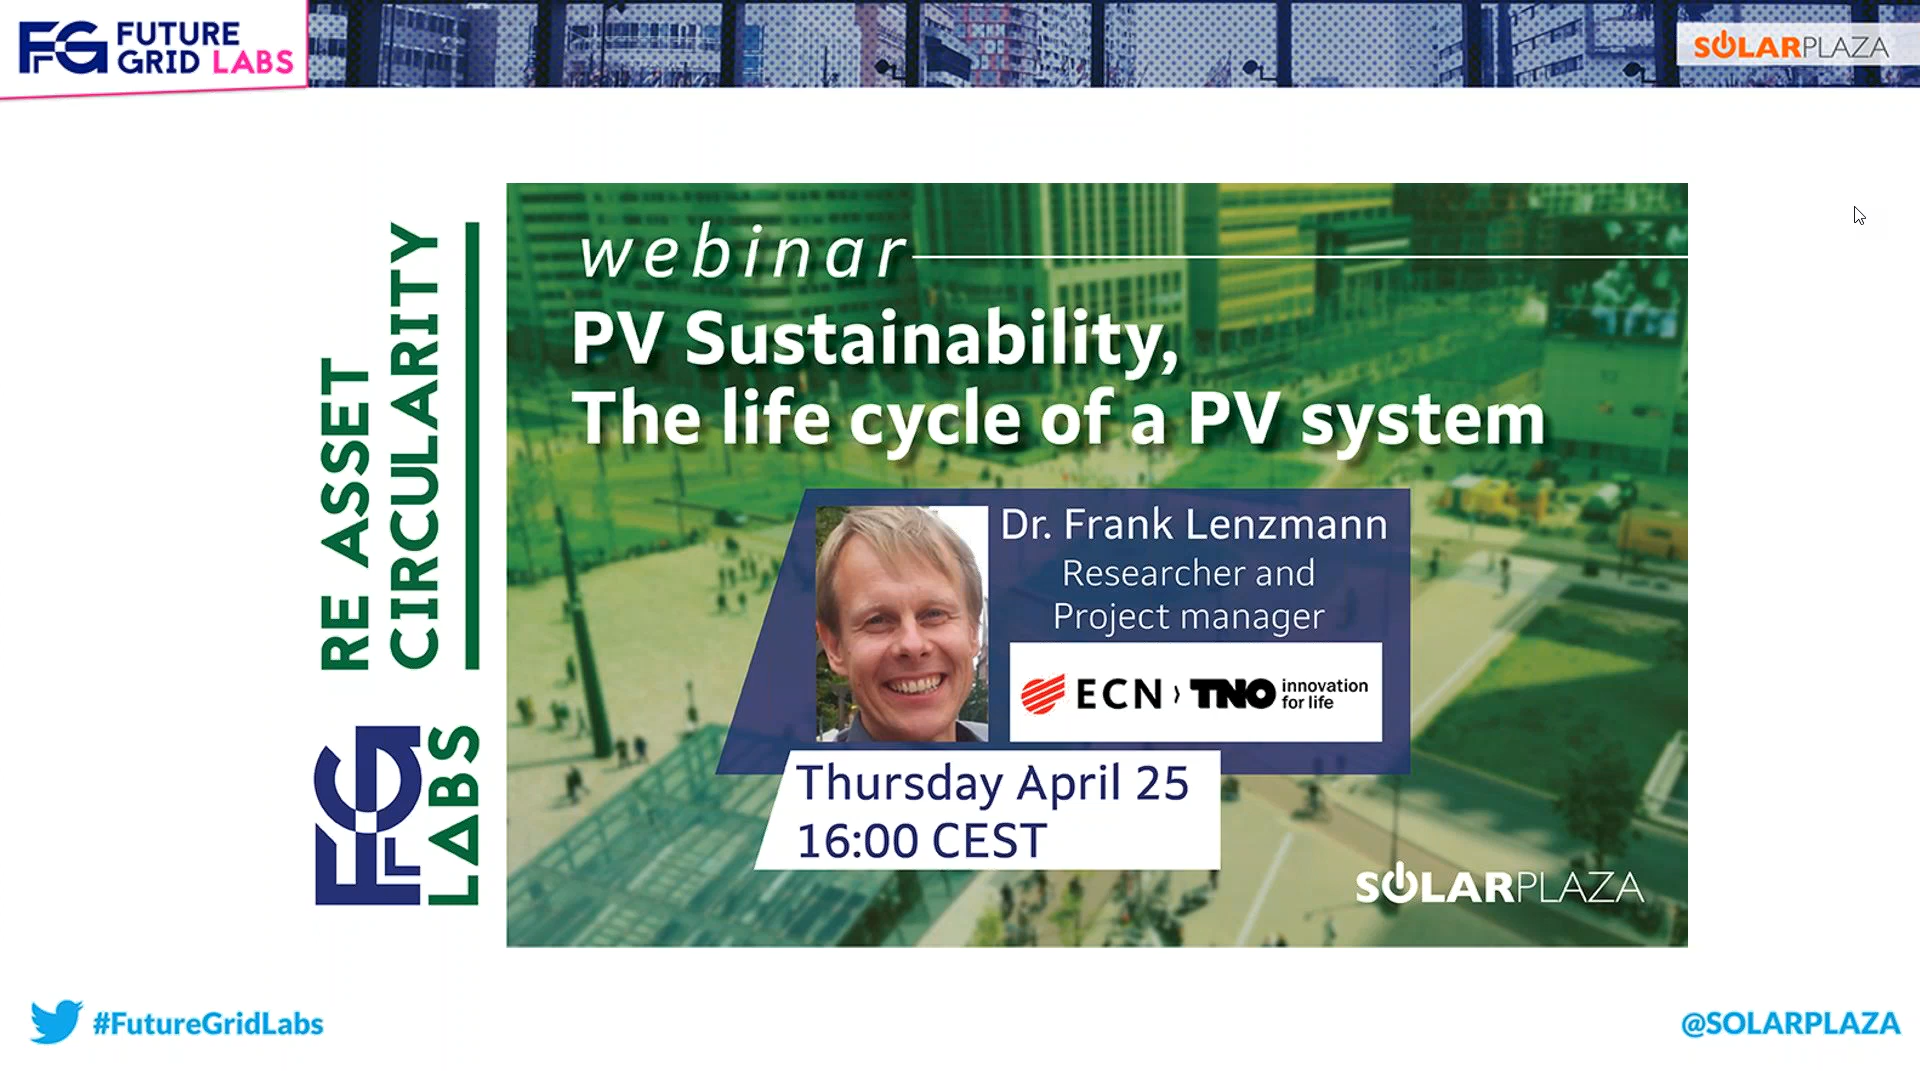 FG FUTURE
GRID LABS
SOLARPLAZA
RE ASSET
CIRCULARITY
FG
LABS
webinar
PV Sustainability,
The life cycle of a PV system
Dr. Frank Lenzmann
Researcher and
Project manager
ECN › TNO innovation
for life
Thursday April 25
16:00 CEST
SOLARPLAZA
#FutureGridLabs
@SOLARPLAZA